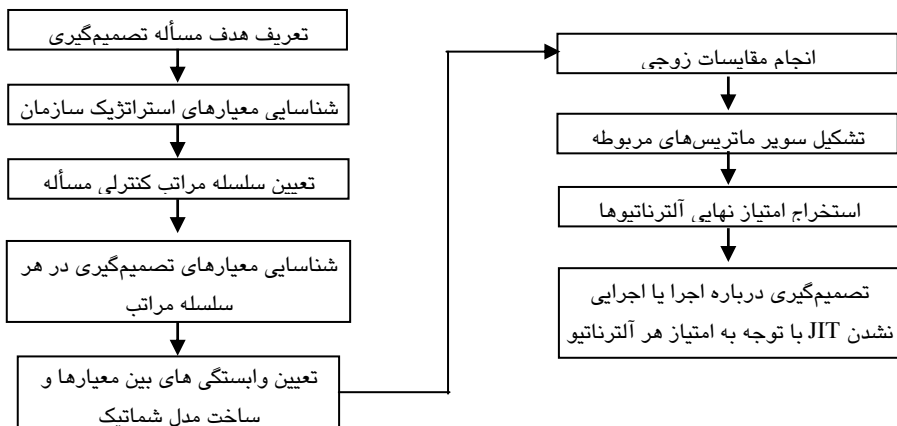 تعریف هدف مسأله تصمیم‌گیری
شناسایی معیارهای استراتژیک سازمان
تعیین سلسله مراتب کنترلی مسأله
شناسایی معیارهای تصمیم‌گیری در هر
سلسله مراتب
تعیین وابستگی های بین معیارها و
ساخت مدل شماتیک
انجام مقایسات زوجی
تشکیل سوپر ماتریس‌های مربوطه
استخراج امتیاز نهایی آلترناتیوها
تصمیم‌گیری درباره اجرا یا اجرایی
نشدن JIT با توجه به امتیاز هر آلترناتیو